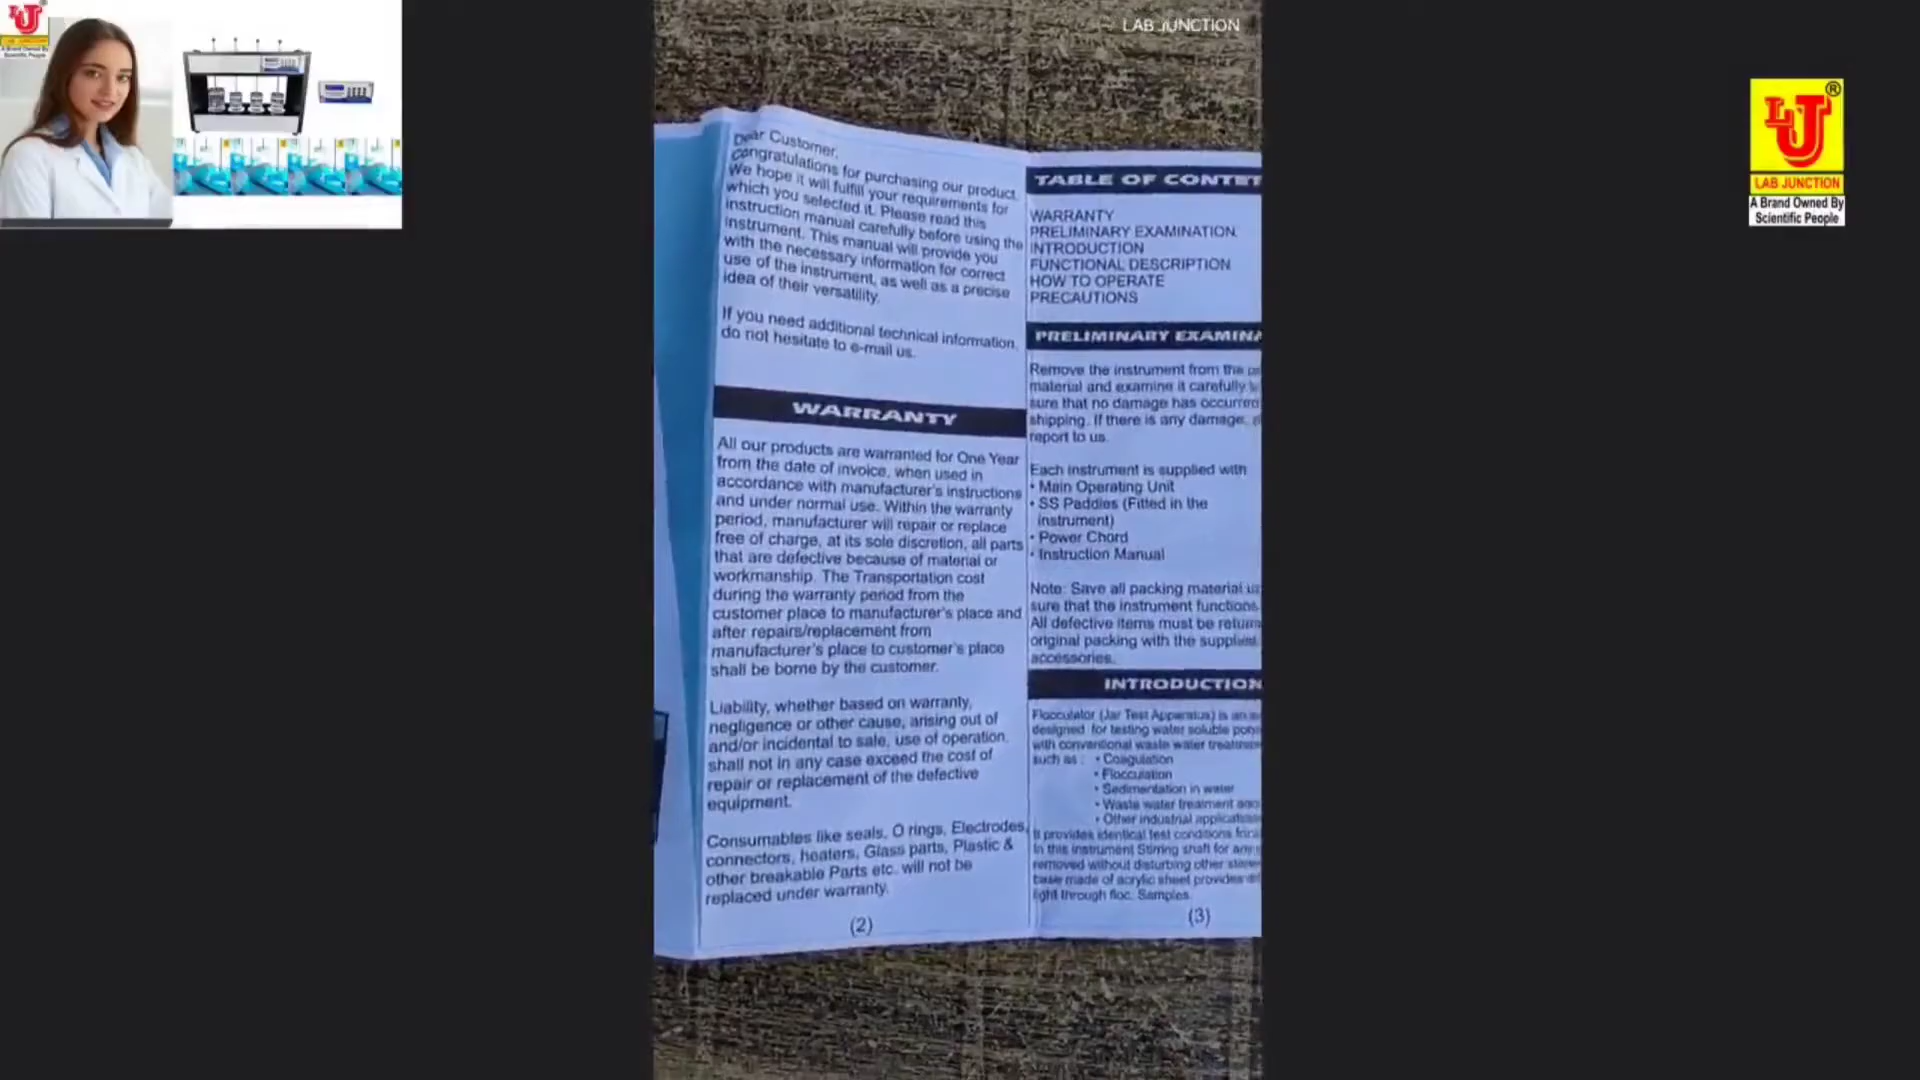 LAB JUNCTION
Dear Customer,
Congratulations for purchasing our product.
We hope it will fulfill your requirements for
which you selected it. Please read this
instruction manual carefully before using the
instrument. This manual will provide you
with the necessary information for correct
use of the instrument, as well as a precise
idea of their versatility.
If you need additional technical information,
do not hesitate to e-mail us.
WARRANTY
All our products are warranted for One Year
from the date of invoice, when used in
accordance with manufacturer's instructions
and under normal use. Within the warranty
period, manufacturer will repair or replace
free of charge, at its sole discretion, all parts
that are defective because of material or
workmanship. The Transportation cost
during the warranty period from the
customer place to manufacturer's place and
after repairs/replacement from
manufacturer's place to customer's place
shall be borne by the customer.
Liability, whether based on warranty,
negligence or other cause, arising out of
and/or incidental to sale, use of operation,
shall not in any case exceed the cost of
repair or replacement of the defective
equipment.
Consumables like seals, O rings, Electrodes,
connectors, heaters, Glass parts, Plastic &
other breakable Parts etc. will not be
replaced under warranty.
(2)
TABLE OF CONTET
WARRANTY
PRELIMINARY EXAMINATION
INTRODUCTION
FUNCTIONAL DESCRIPTION
HOW TO OPERATE
PRECAUTIONS
PRELIMINARY EXAMINA
Remove the instrument from the
material and examine it carefully
sure that no damage has occurred
shipping. If there is any damage,
report to us.
Each instrument is supplied with
• Main Operating Unit
• SS Paddles (Fitted in the
instrument)
• Power Chord
• Instruction Manual
Note: Save all packing material
sure that the instrument functions
All defective items must be
original packing with the supplied
accessories.
INTRODUCTION
Flocculator (Jar Test Apparatus) is an
designed for testing water soluble
with conventional waste water
such as : • Coagulation
• Flocculation
• Sedimentation in water
• Waste water treatment
• Other industrial
It provides identical test conditions
In this instrument Stirring shaft for
removed without disturbing other
base made of acrylic sheet provides
light through floc. Samples.
(3)
LJ®
LAB JUNCTION
A Brand Owned By
Scientific People
LJ
A Brand Owned By
Scientific People